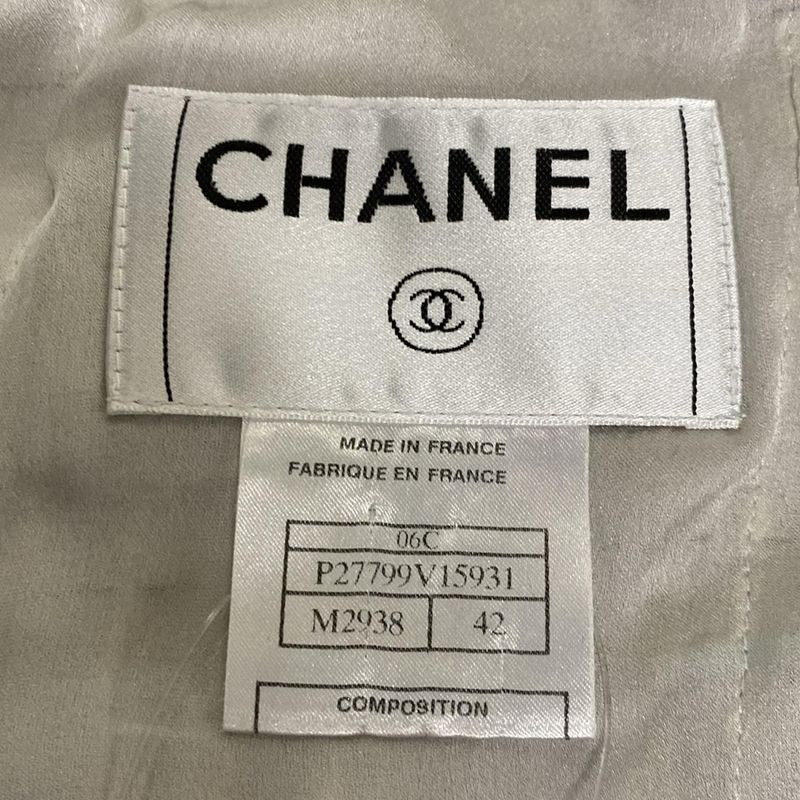 CHANEL
MADE IN FRANCE
FABRIQUE EN FRANCE
06C
P27799V15931
M2938 42
COMPOSITION